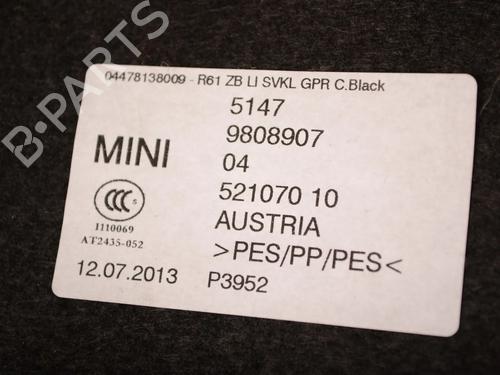 B-PARTS
04478138009 - R61 ZB LI SVKL GPR C.Black
5147
9808907
MINI
04
521070 10
CCC S
1110069
AUSTRIA
AT2435-052
>PES/PP/PES<
12.07.2013
P3952